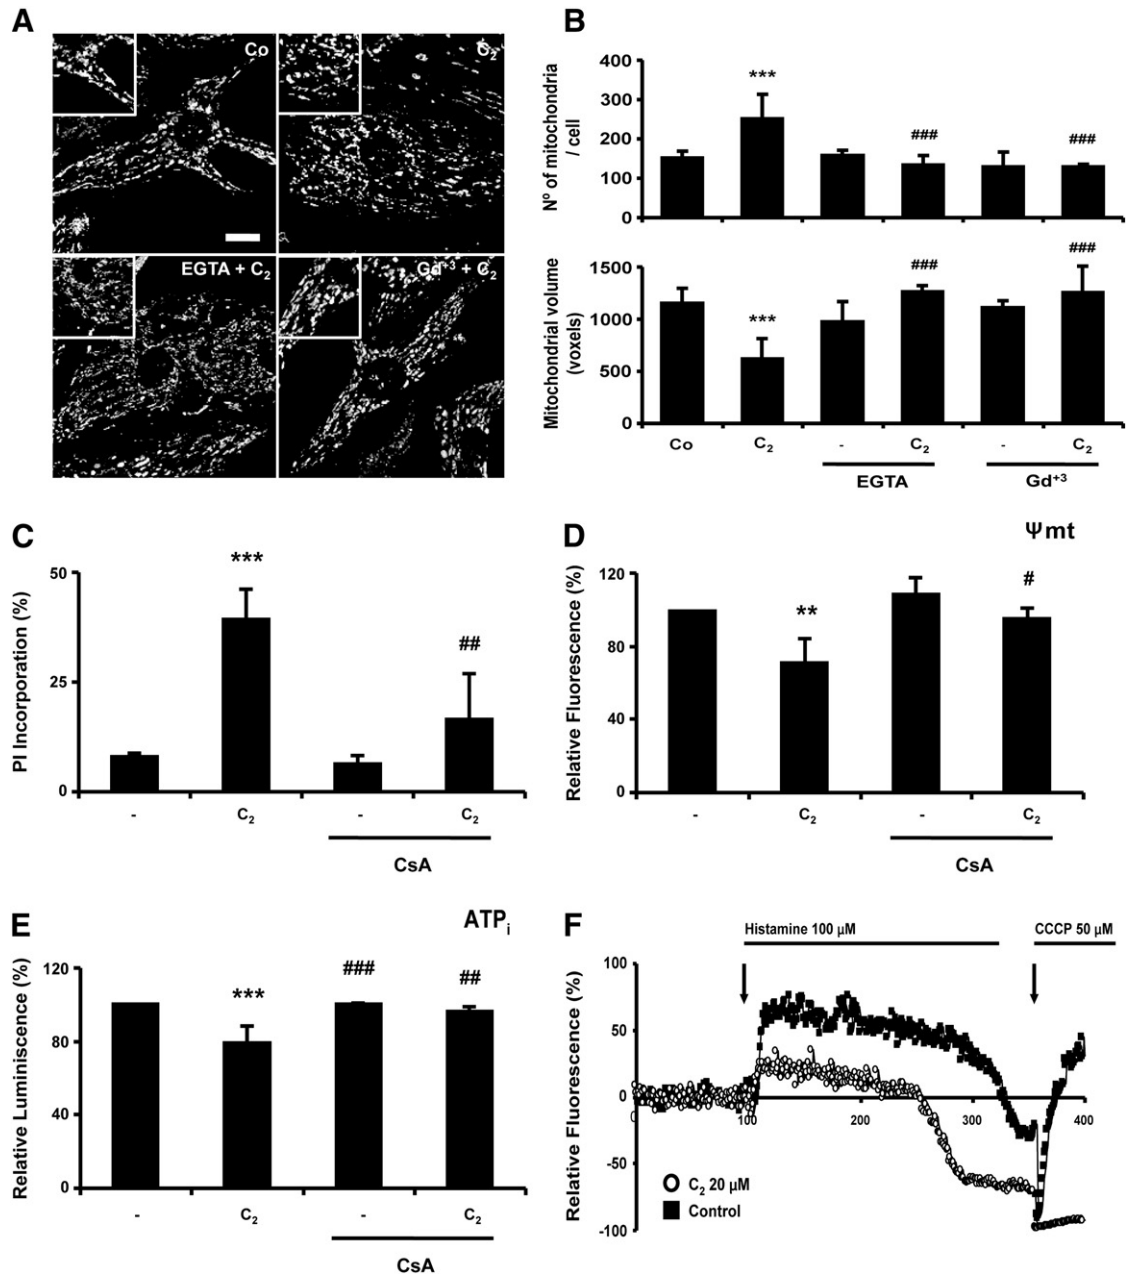 A
Co
C₂
EGTA + C₂
Gd⁺³ + C₂
B
Nº of mitochondria
/ cell
400
300
200
100
0
***
###
###
Mitochondrial volume
(voxels)
1500
1000
500
0
***
###
###
Co C₂ - C₂ - C₂
EGTA Gd⁺³
C
PI Incorporation (%)
50
25
0
***
##
- C₂ - C₂
CsA
D
Ψmt
Relative Fluorescence (%)
120
80
40
0
**
#
- C₂ - C₂
CsA
E
ATPᵢ
Relative Luminiscence (%)
120
80
40
0
***
###
##
- C₂ - C₂
CsA
F
Histamine 100 µM
CCCP 50 µM
Relative Fluorescence (%)
100
50
0
-50
-100
100 200 300 400
C₂ 20 µM
Control